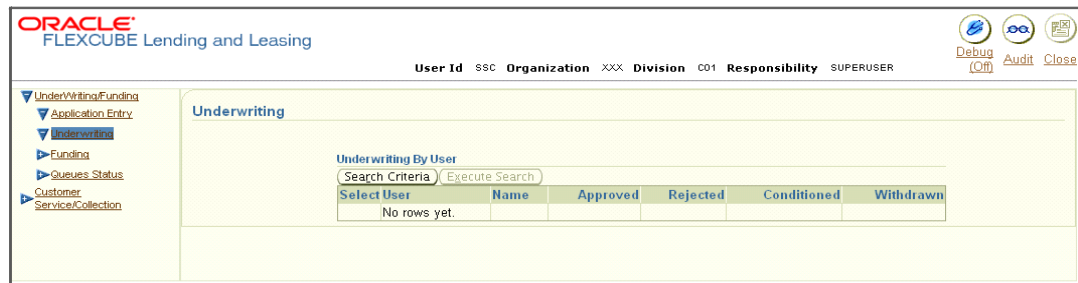 ORACLE
FLEXCUBE Lending and Leasing
Debug (Off) Audit Close
User Id SSC Organization XXX Division C01 Responsibility SUPERUSER
UnderWriting/Funding
Application Entry
Underwriting
Funding
Queues Status
Customer
Service/Collection
Underwriting
Underwriting By User
Search Criteria Execute Search
Select User Name Approved Rejected Conditioned Withdrawn
No rows yet.